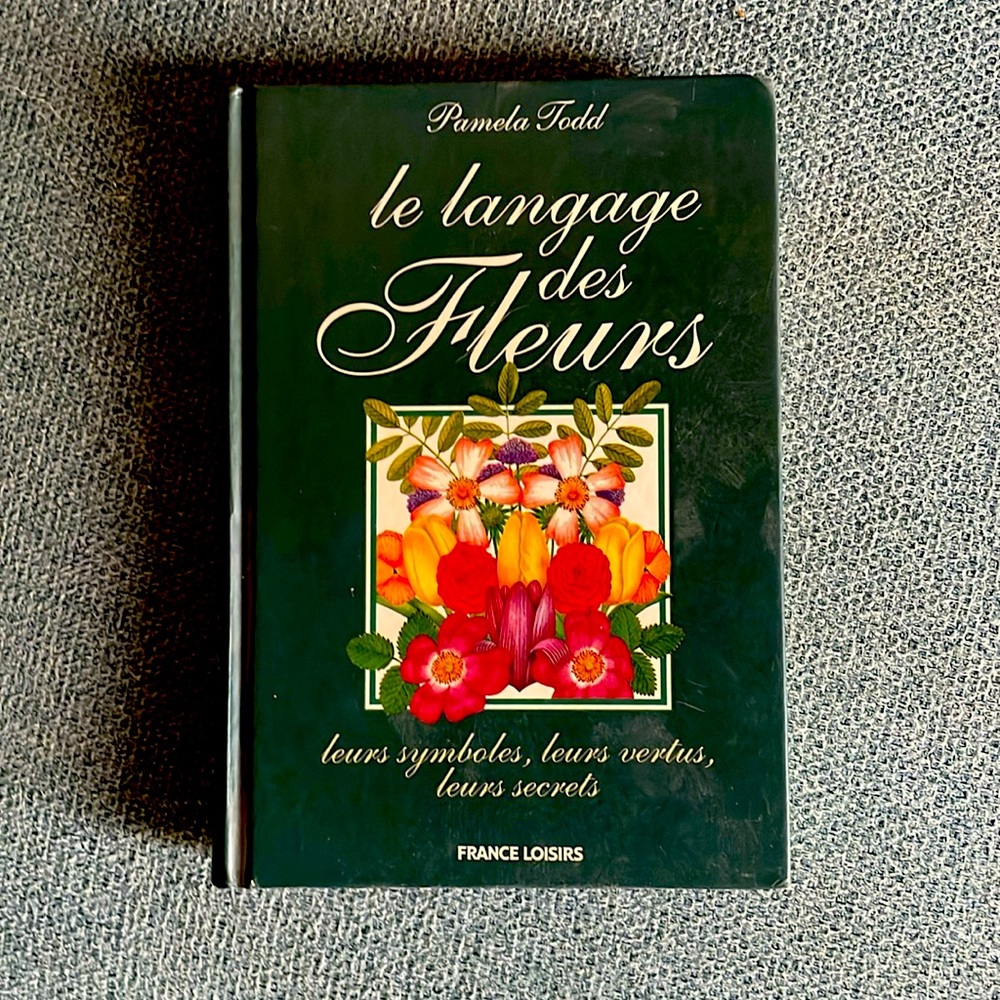 Pamela Todd
le langage
des
Fleurs
leurs symboles, leurs vertus,
leurs secrets
FRANCE LOISIRS